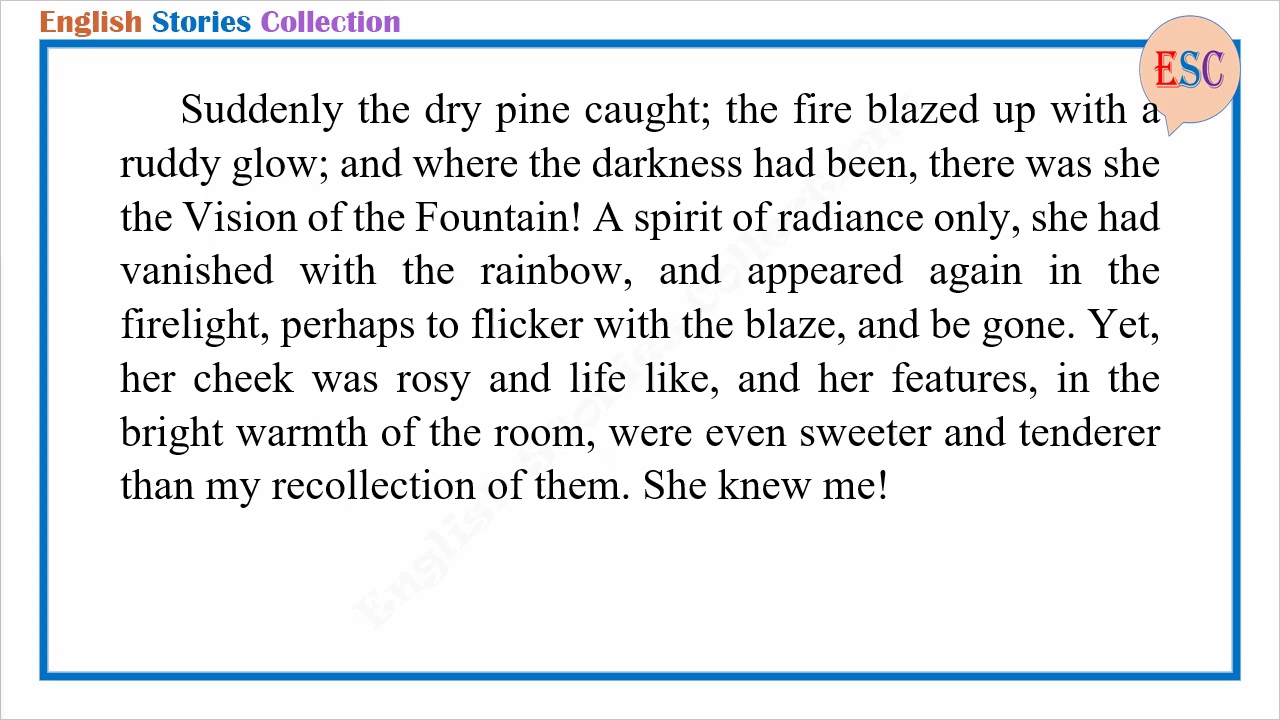 English Stories Collection
ESC
Suddenly the dry pine caught; the fire blazed up with a
ruddy glow; and where the darkness had been, there was she
the Vision of the Fountain! A spirit of radiance only, she had
vanished with the rainbow, and appeared again in the
firelight, perhaps to flicker with the blaze, and be gone. Yet,
her cheek was rosy and life like, and her features, in the
bright warmth of the room, were even sweeter and tenderer
than my recollection of them. She knew me!
English Stories Collections